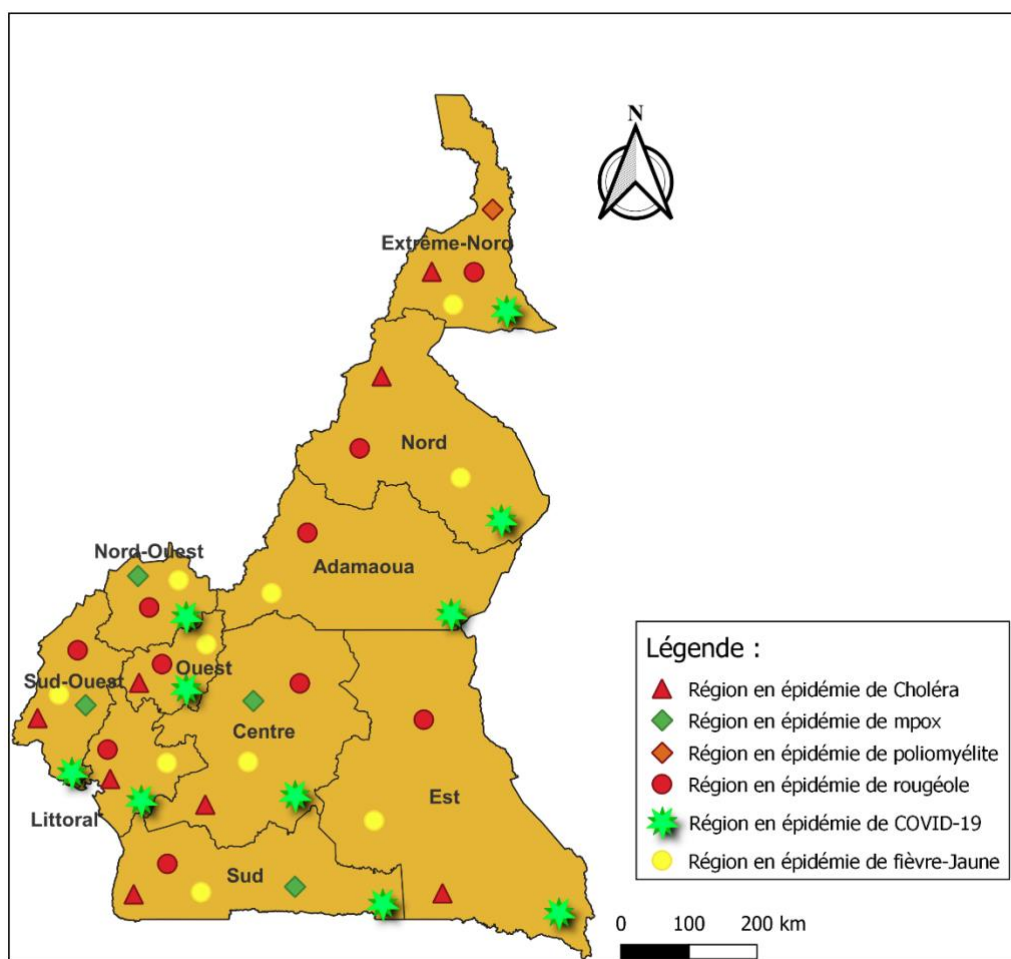 N
Extrême-Nord
Nord
Nord-Ouest
Adamaoua
Ouest
Sud-Ouest
Centre
Est
Littoral
Sud
Légende :
Région en épidémie de Choléra
Région en épidémie de mpox
Région en épidémie de poliomyélite
Région en épidémie de rougéole
Région en épidémie de COVID-19
Région en épidémie de fièvre-Jaune
0 100 200 km